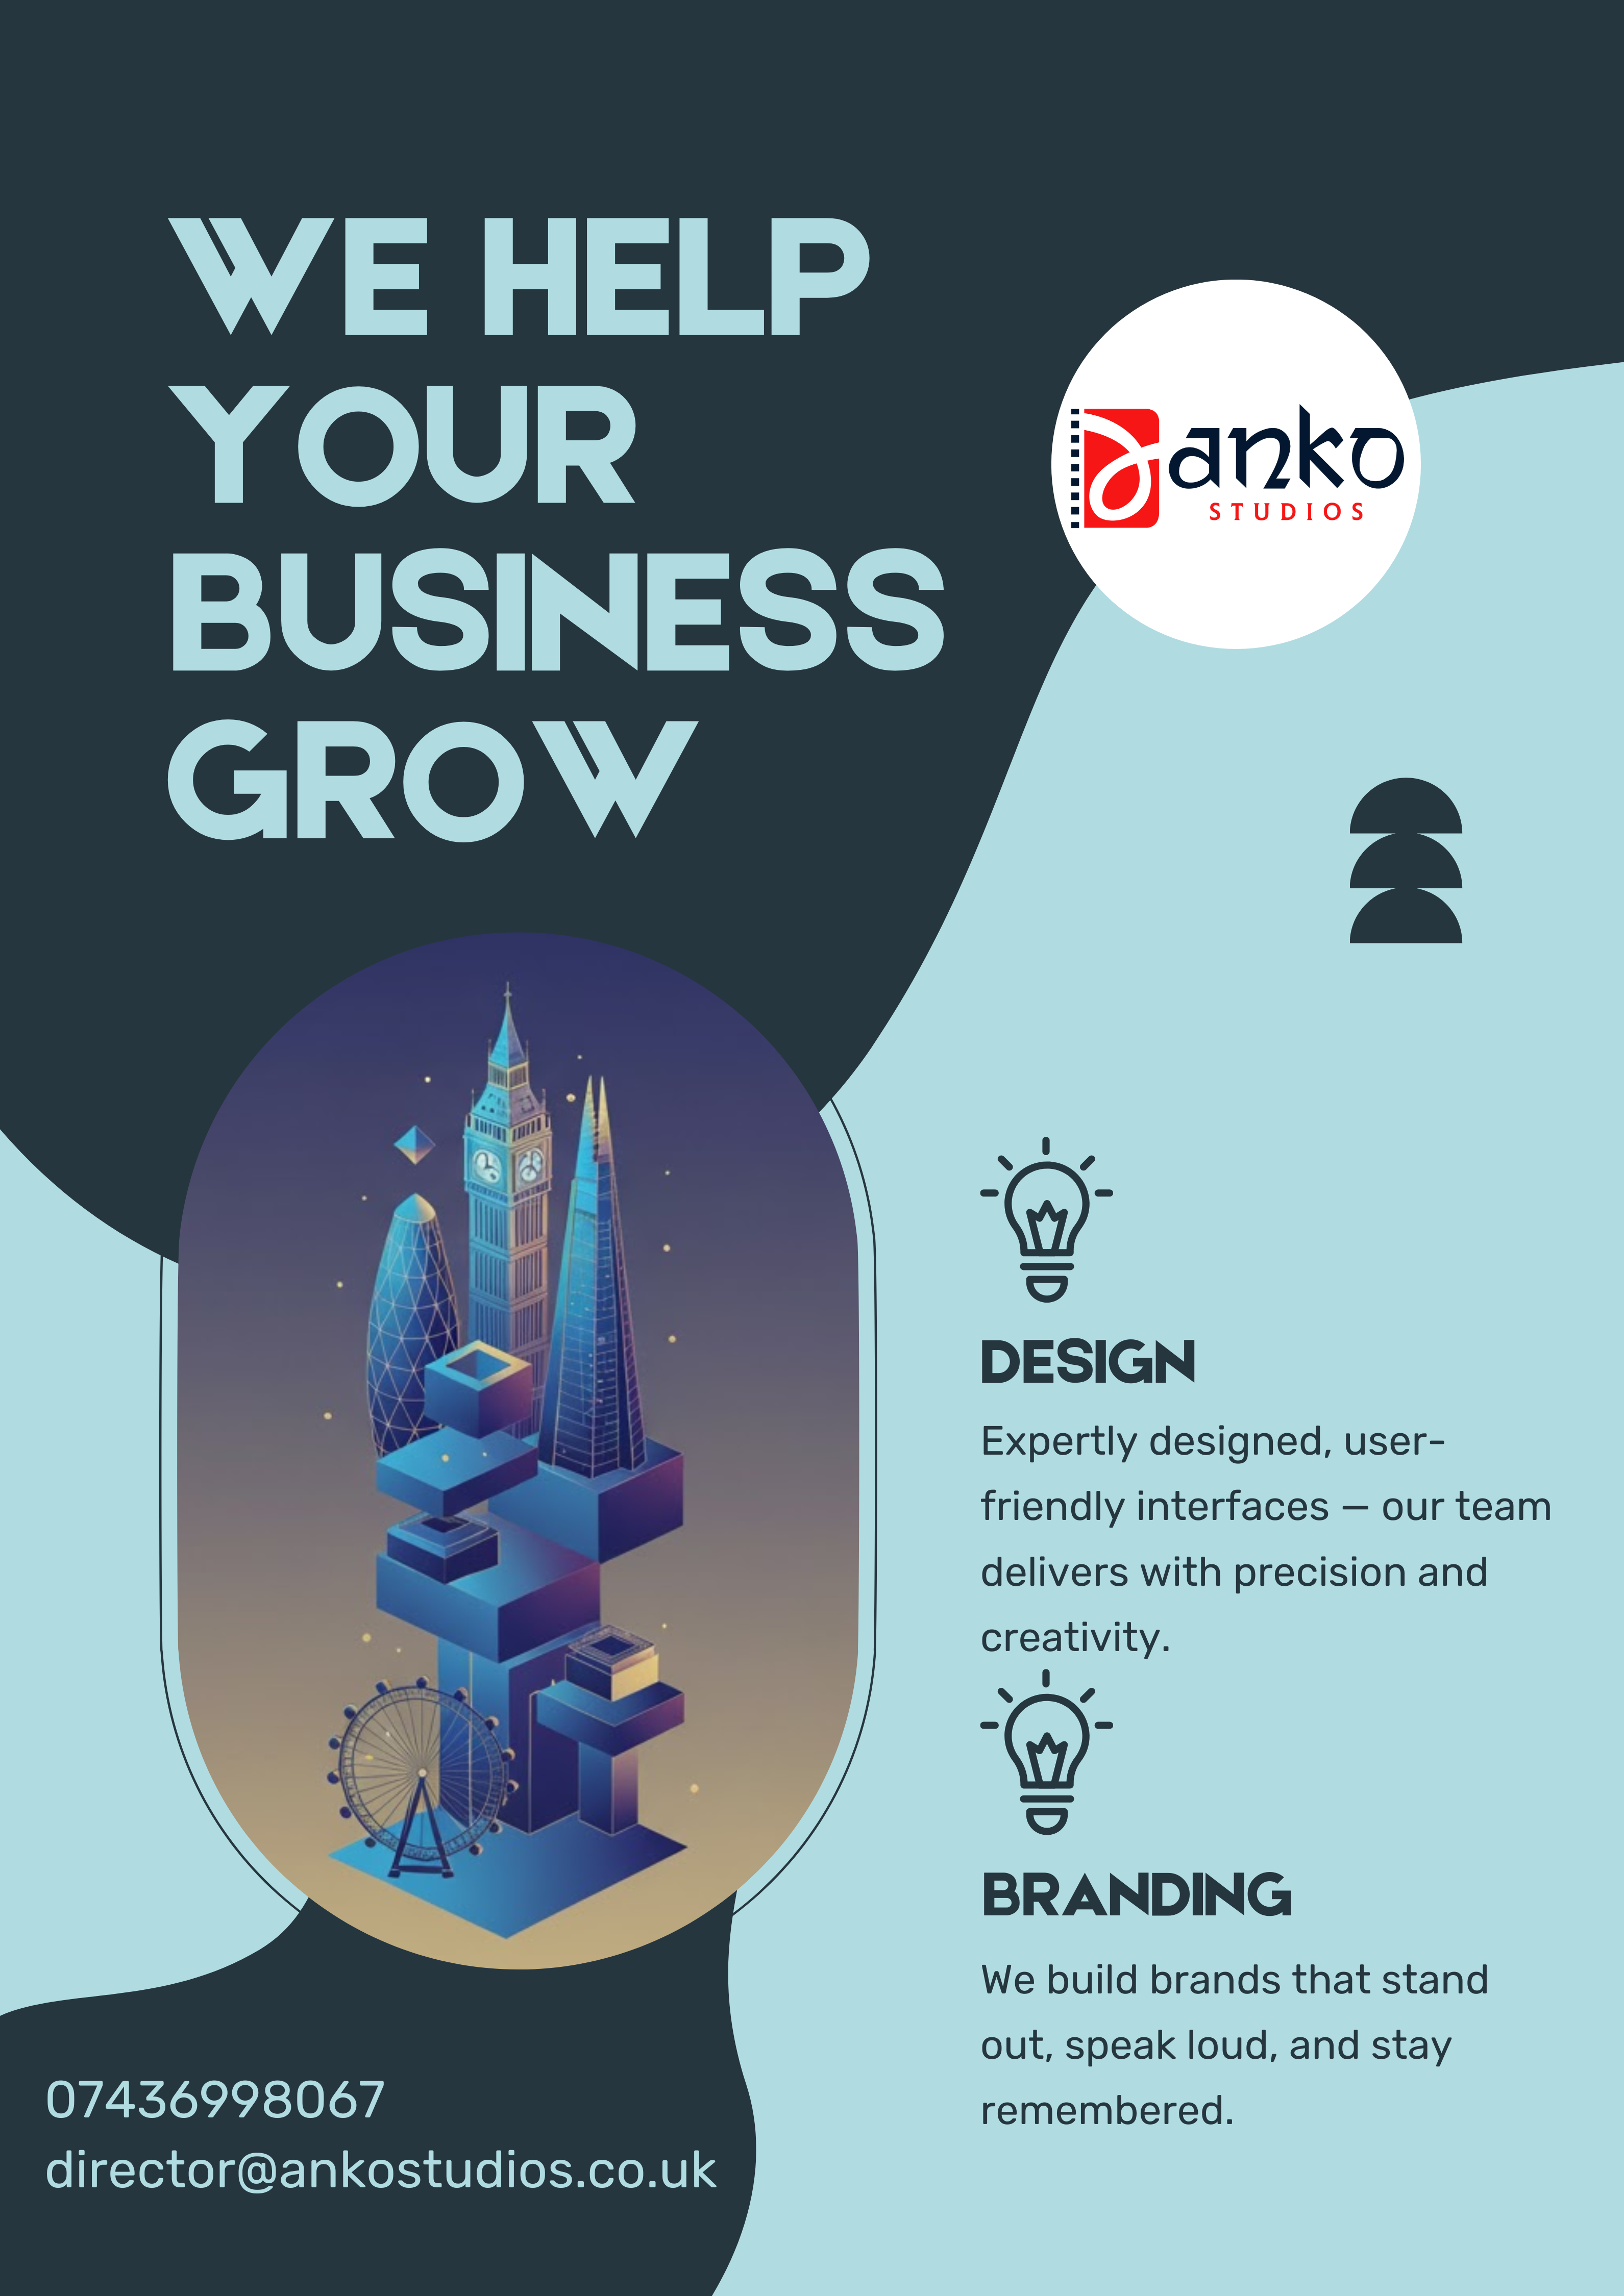 WE HELP
YOUR
BUSINESS
GROW
anko
STUDIOS
DESIGN
Expertly designed, user-
friendly interfaces — our team
delivers with precision and
creativity.
BRANDING
We build brands that stand
out, speak loud, and stay
remembered.
07436998067
director@ankostudios.co.uk